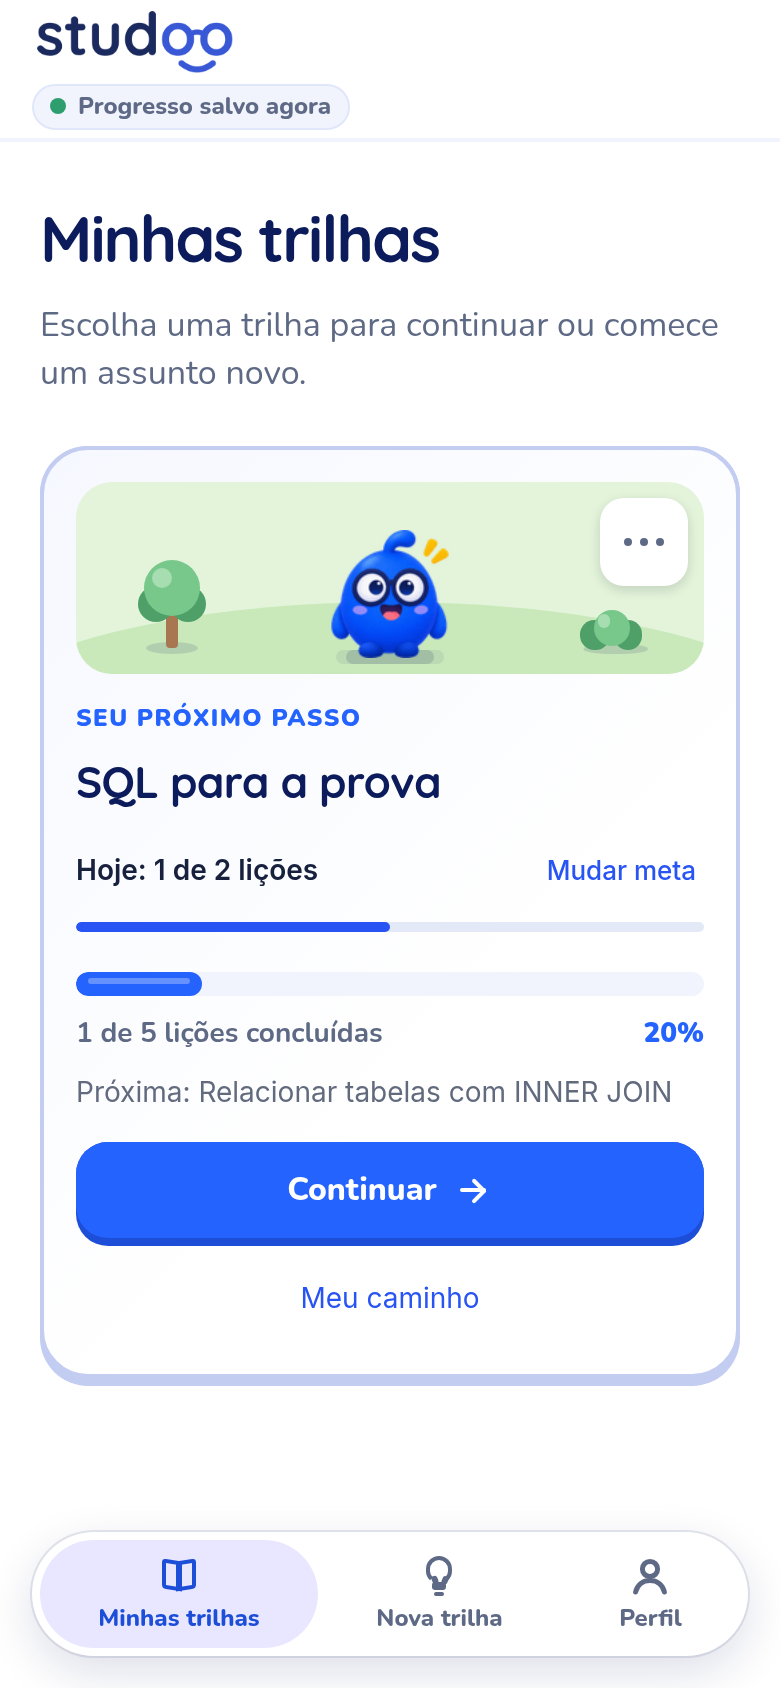 studoo
Progresso salvo agora
Minhas trilhas
Escolha uma trilha para continuar ou comece
um assunto novo.
SEU PRÓXIMO PASSO
SQL para a prova
Hoje: 1 de 2 lições
Mudar meta
1 de 5 lições concluídas
20%
Próxima: Relacionar tabelas com INNER JOIN
Continuar
Meu caminho
Minhas trilhas
Nova trilha
Perfil